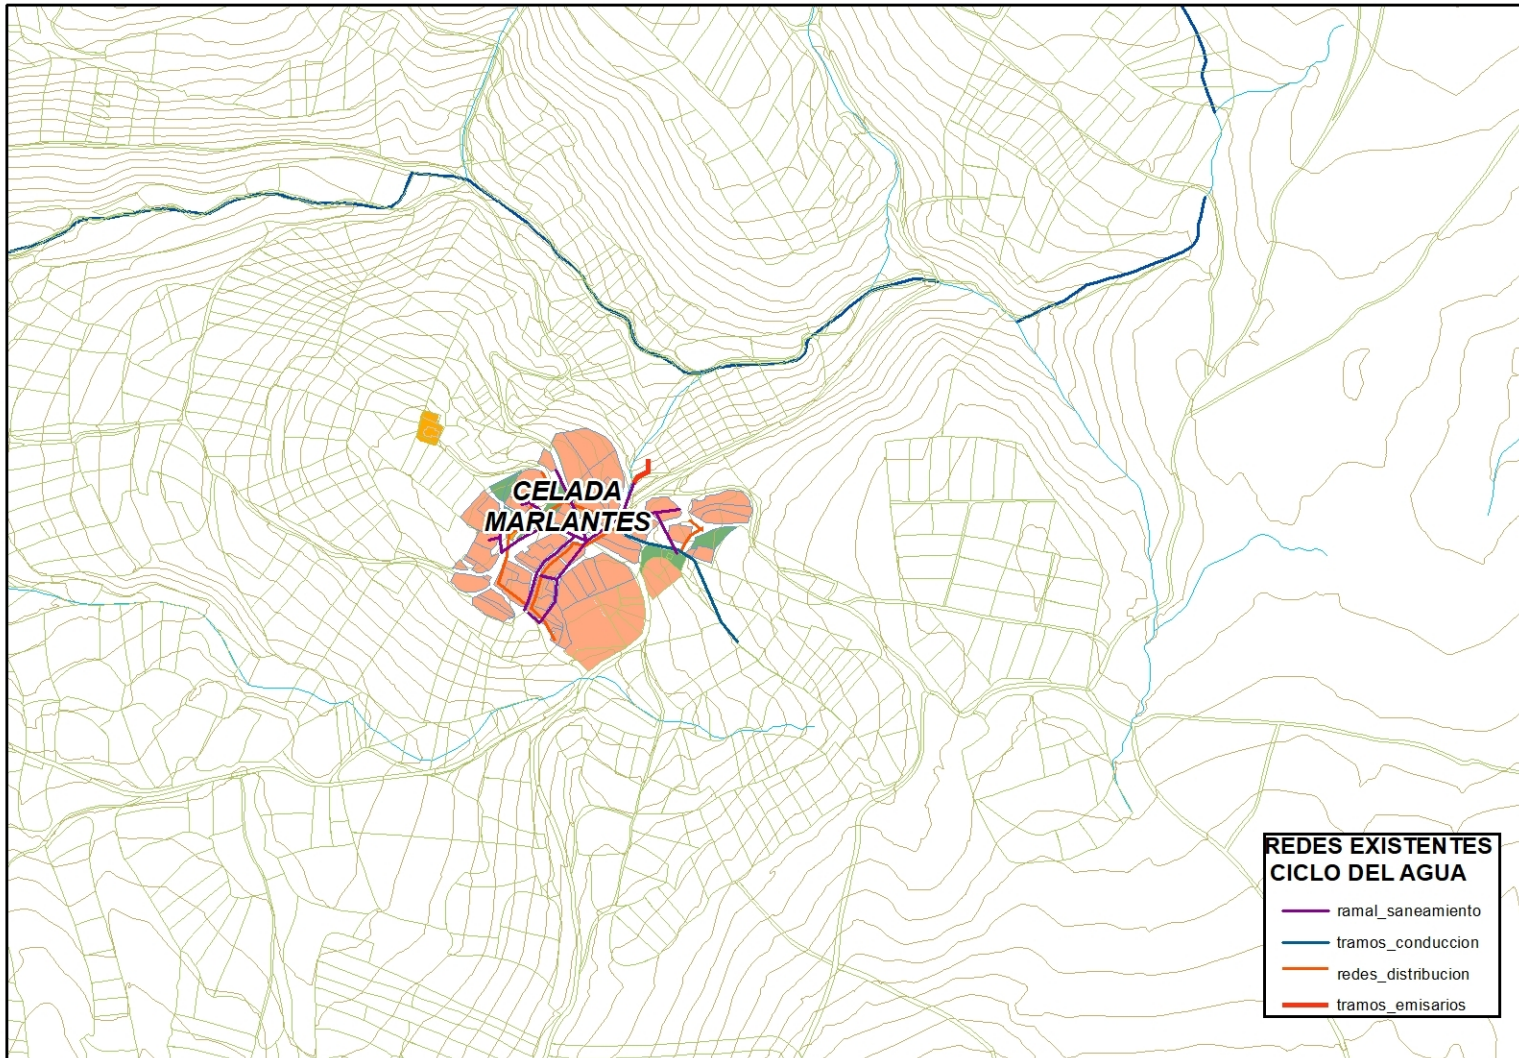 CELADA
MARLANTES
REDES EXISTENTES
CICLO DEL AGUA
ramal_saneamiento
tramos_conduccion
redes_distribucion
tramos_emisarios